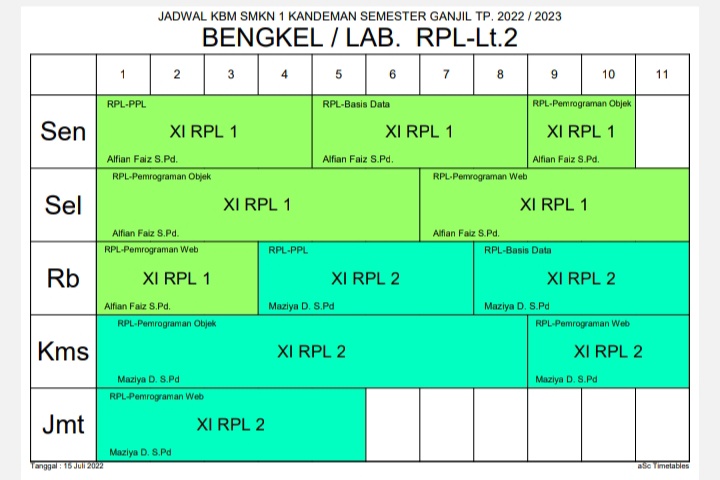 JADWAL KBM SMKN 1 KANDEMAN SEMESTER GANJIL TP. 2022 / 2023
BENGKEL / LAB. RPL-Lt.2
1 2 3 4 5 6 7 8 9 10 11
Sen
RPL-PPL
XI RPL 1
Alfian Faiz S.Pd.
RPL-Basis Data
XI RPL 1
Alfian Faiz S.Pd.
RPL-Pemrograman Objek
XI RPL 1
Alfian Faiz S.Pd.
Sel
RPL-Pemrograman Objek
XI RPL 1
Alfian Faiz S.Pd.
RPL-Pemrograman Web
XI RPL 1
Alfian Faiz S.Pd.
Rb
RPL-Pemrograman Web
XI RPL 1
Alfian Faiz S.Pd.
RPL-PPL
XI RPL 2
Maziya D. S.Pd
RPL-Basis Data
XI RPL 2
Maziya D. S.Pd
Kms
RPL-Pemrograman Objek
XI RPL 2
Maziya D. S.Pd
RPL-Pemrograman Web
XI RPL 2
Maziya D. S.Pd
Jmt
RPL-Pemrograman Web
XI RPL 2
Maziya D. S.Pd
Tanggal : 15 Juli 2022
aSc Timetables